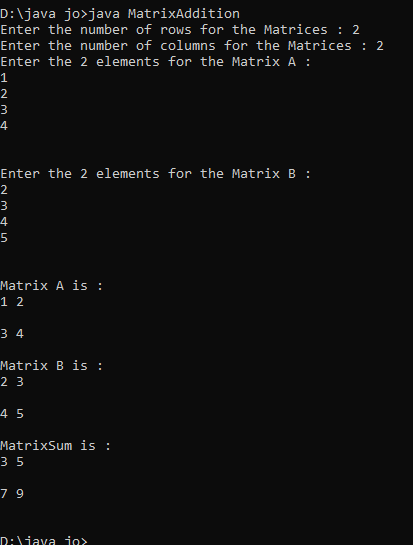 D:\java jo>java MatrixAddition
Enter the number of rows for the Matrices : 2
Enter the number of columns for the Matrices : 2
Enter the 2 elements for the Matrix A :
1
2
3
4
Enter the 2 elements for the Matrix B :
2
3
4
5
Matrix A is :
1 2
3 4
Matrix B is :
2 3
4 5
MatrixSum is :
3 5
7 9
D:\java jo>